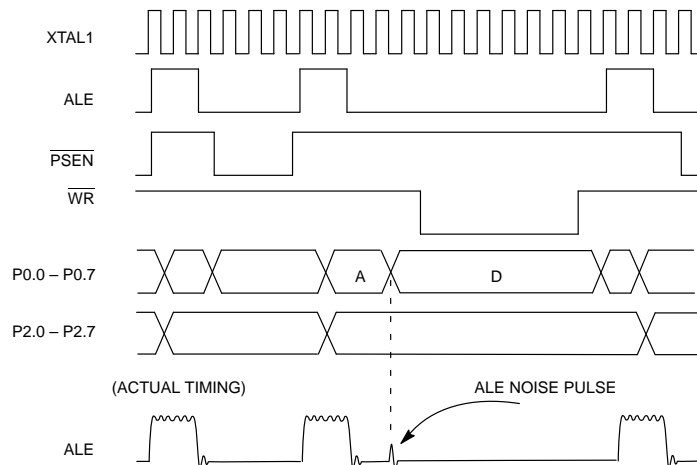 XTAL1
ALE
PSEN
WR
P0.0 – P0.7
A
D
P2.0 – P2.7
(ACTUAL TIMING)
ALE NOISE PULSE
ALE